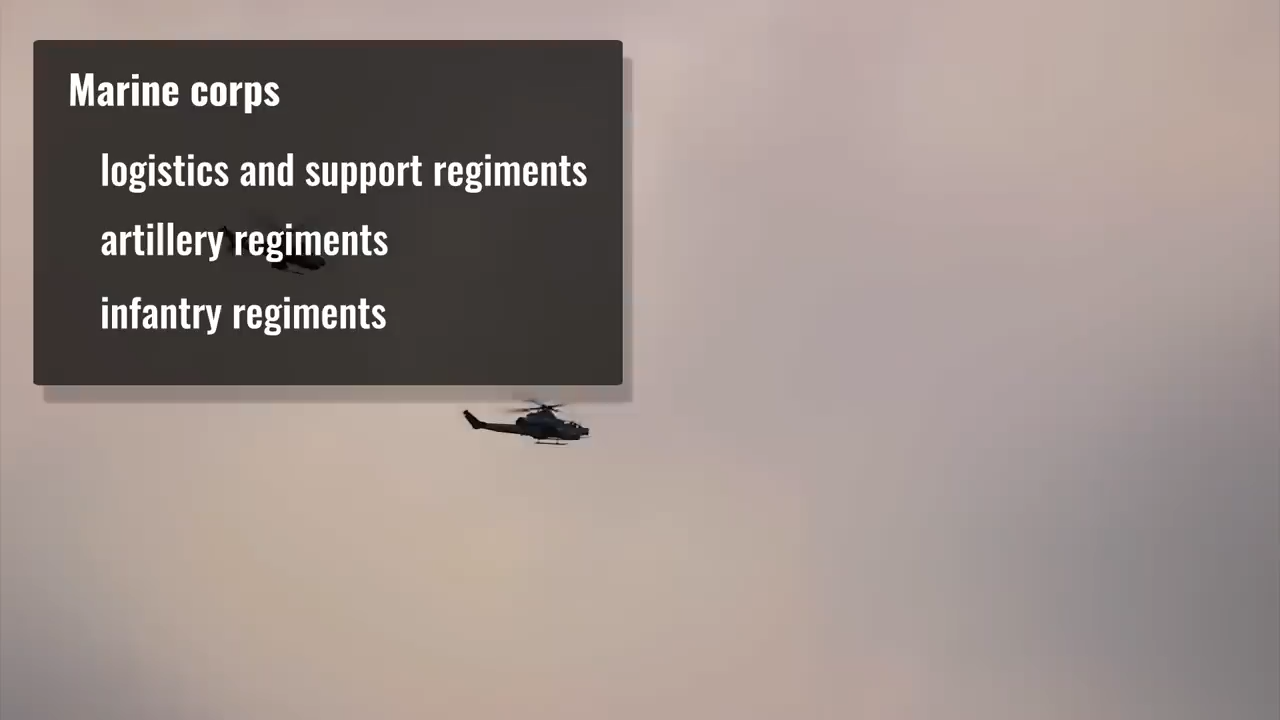 Marine corps
logistics and support regiments
artillery regiments
infantry regiments